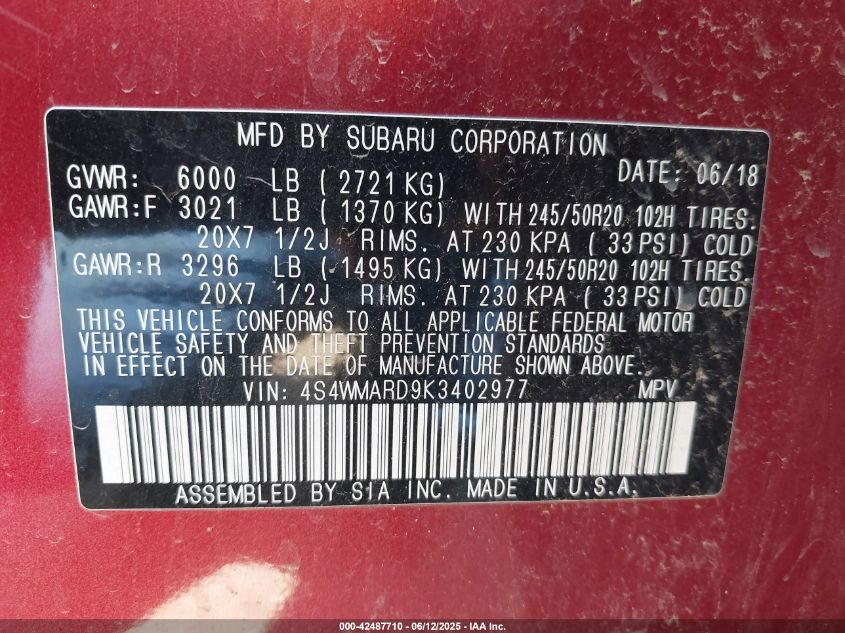 MFD BY SUBARU CORPORATION
DATE: 06/18
GVWR: 6000 LB ( 2721 KG)
GAWR:F 3021 LB ( 1370 KG) WITH 245/50R20 102H TIRES.
20X7 1/2J RIMS. AT 230 KPA ( 33 PSI) COLD
GAWR:R 3296 LB ( 1495 KG) WITH 245/50R20 102H TIRES.
20X7 1/2J RIMS. AT 230 KPA ( 33 PSI) COLD
THIS VEHICLE CONFORMS TO ALL APPLICABLE FEDERAL MOTOR
VEHICLE SAFETY AND THEFT PREVENTION STANDARDS
IN EFFECT ON THE DATE OF MANUFACTURE SHOWN ABOVE.
VIN: 4S4WMARD9K3402977 MPV
ASSEMBLED BY SIA INC. MADE IN U.S.A.
000-42487710 - 06/12/2025 - IAA Inc.